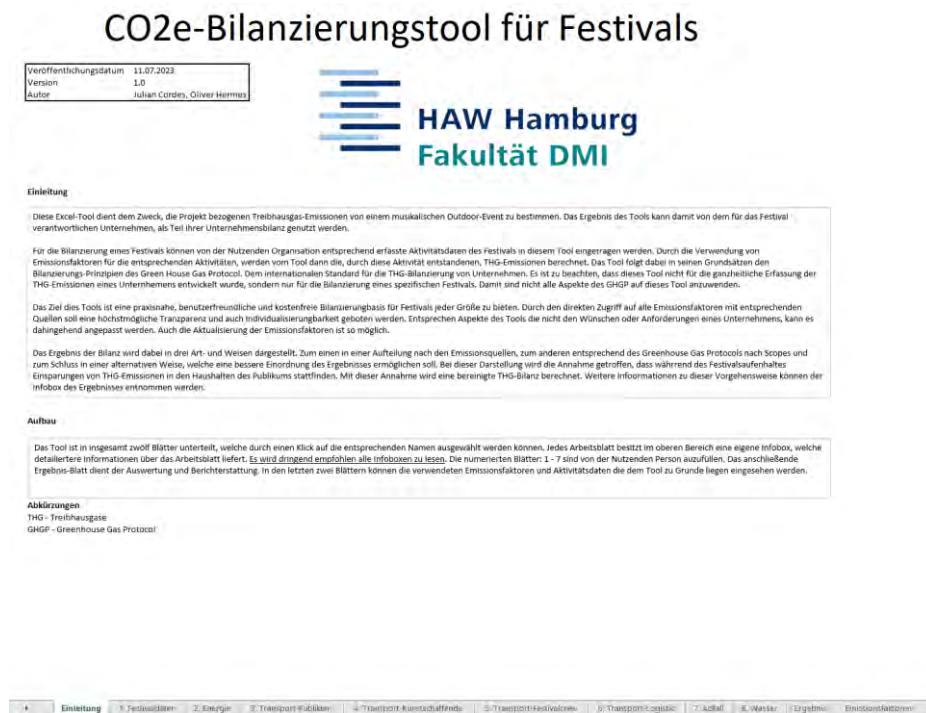 CO2e-Bilanzierungstool für Festivals
Veröffentlichungsdatum 11.07.2023
Version 1.0
Autor Julian Cordes, Oliver Hermes
HAW Hamburg
Fakultät DMI
Einleitung
Diese Excel-Tool dient dem Zweck, die Projekt bezogenen Treibhausgas-Emissionen von einem musikalischen Outdoor-Event zu bestimmen. Das Ergebnis des Tools kann damit von dem für das Festival
verantwortlichen Unternehmen, als Teil ihrer Unternehmensbilanz genutzt werden.
Für die Bilanzierung eines Festivals können von der Nutzenden Organisation entsprechend erfasste Aktivitätsdaten des Festivals in diesem Tool eingetragen werden. Durch die Verwendung von
Emissionsfaktoren für die entsprechenden Aktivitäten, werden vom Tool dann die, durch diese Aktivität entstandenen, THG-Emissionen berechnet. Das Tool folgt dabei in seinen Grundsätzen den
Bilanzierungs-Prinzipien des Green House Gas Protocol. Dem internationalen Standard für die THG-Bilanzierung von Unternehmen. Es ist zu beachten, dass dieses Tool nicht für die ganzheitliche Erfassung der
THG-Emissionen eines Unternhemens entwickelt wurde, sondern nur für die Bilanzierung eines spezifischen Festivals. Damit sind nicht alle Aspekte des GHGP auf dieses Tool anzuwenden.
Das Ziel dies Tools ist eine praxisnahe, benutzerfreundliche und kostenfreie Bilanzierungbasis für Festivals jeder Größe zu bieten. Durch den direkten Zugriff auf alle Emissionsfaktoren mit entsprechenden
Quellen soll eine höchstmögliche Tranzparenz und auch Individualisierungbarkeit geboten werden. Entsprechen Aspekte des Tools die nicht den Wünschen oder Anforderungen eines Unternehmens, kann es
dahingehend angepasst werden. Auch die Aktualisierung der Emissionsfaktoren ist so möglich.
Das Ergebnis der Bilanz wird dabei in drei Art- und Weisen dargestellt. Zum einen in einer Aufteilung nach den Emissionsquellen, zum anderen entsprechend des Greenhouse Gas Protocols nach Scopes und
zum Schluss in einer alternativen Weise, welche eine bessere Einordnung des Ergebnisses ermöglichen soll. Bei dieser Darstellung wird die Annahme getroffen, dass während des Festivalsaufenhaltes
Einsparungen von THG-Emissionen in den Haushalten des Publikums stattfinden. Mit dieser Annahme wird eine bereinigte THG-Bilanz berechnet. Weitere Infoormationen zu dieser Vorgehensweise können der
Infobox des Ergebnisses entnommen werden.
Aufbau
Das Tool ist in insgesamt zwölf Blätter unterteilt, welche durch einen Klick auf die entsprechenden Namen ausgewählt werden können. Jedes Arbeitsblatt besitzt im oberen Bereich eine eigene Infobox, welche
detailiertere Informationen über das Arbeitsblatt liefert. Es wird dringend empfohlen alle Infoboxen zu lesen. Die numerierten Blätter: 1 - 7 sind von der Nutzenden Person auzufüllen. Das anschließende
Ergebnis-Blatt dient der Auswertung und Berichterstattung. In den letzten zwei Blättern können die verwendeten Emissionsfaktoren und Aktivitätsdaten die dem Tool zu Grunde liegen eingesehen werden.
Abkürzungen
THG - Treibhausgase
GHGP - Greenhouse Gas Protocol
Einleitung 1. Festivaldaten 2. Energie 3. Transport-Publikum 4. Transport-Kunstschaffende 5. Transport-Festivalcrew 6. Transport-Logistic 7. Abfall 8. Wasser Ergebnis Emissionsfaktoren